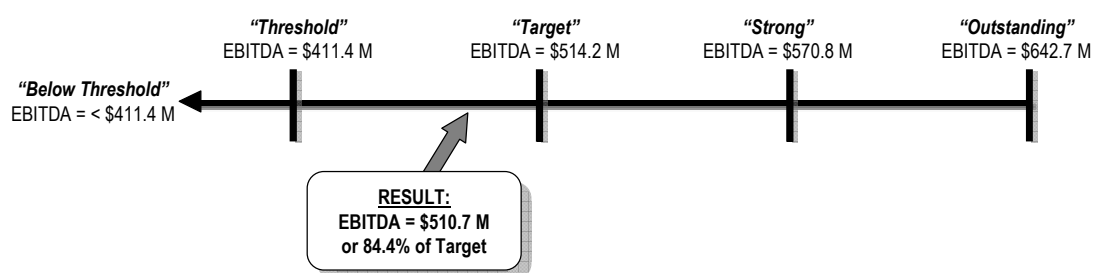 “Threshold”
EBITDA = $411.4 M
“Target”
EBITDA = $514.2 M
“Strong”
EBITDA = $570.8 M
“Outstanding”
EBITDA = $642.7 M
“Below Threshold”
EBITDA = < $411.4 M
RESULT:
EBITDA = $510.7 M
or 84.4% of Target